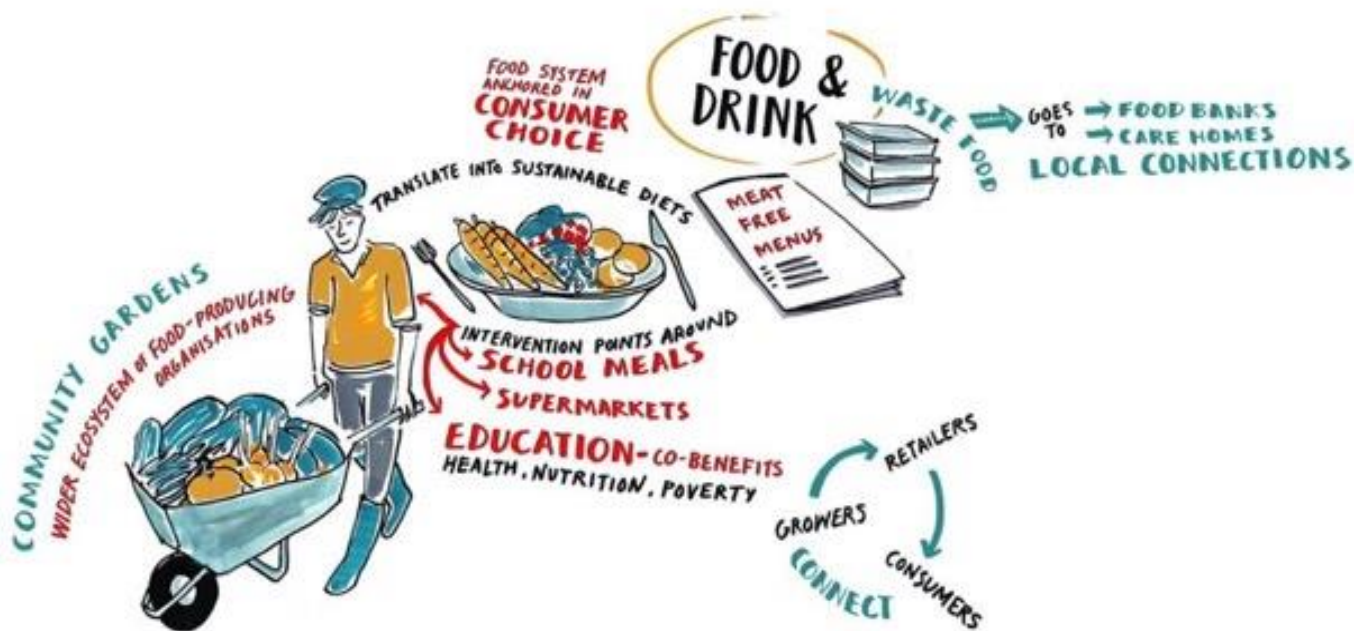 FOOD &
DRINK
FOOD SYSTEM
ANCHORED IN
CONSUMER
CHOICE
TRANSLATE INTO SUSTAINABLE DIETS
WASTE FOOD
GOES
TO
FOOD BANKS
CARE HOMES
LOCAL CONNECTIONS
MEAT
FREE
MENUS
COMMUNITY GARDENS
WIDER ECOSYSTEM OF FOOD-PRODUCING
ORGANISATIONS
INTERVENTION POINTS AROUND
SCHOOL MEALS
SUPERMARKETS
EDUCATION - CO-BENEFITS
HEALTH, NUTRITION, POVERTY
RETAILERS
GROWERS
CONSUMERS
CONNECT